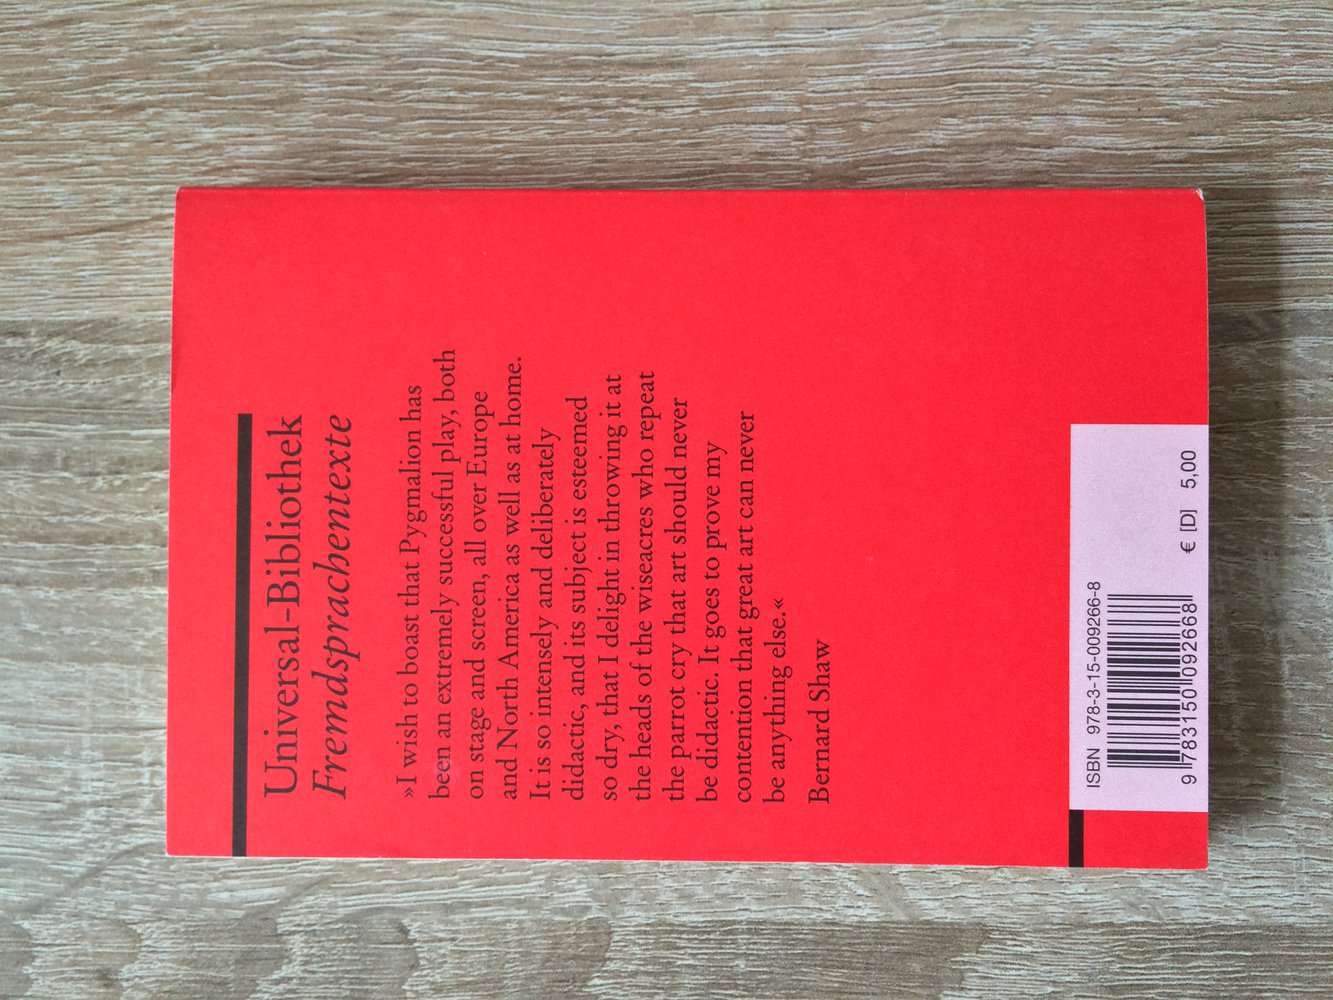 Universal-Bibliothek
Fremdsprachentexte
»I wish to boast that Pygmalion has
been an extremely successful play, both
on stage and screen, all over Europe
and North America as well as at home.
It is so intensely and deliberately
didactic, and its subject is esteemed
so dry, that I delight in throwing it at
the heads of the wiseacres who repeat
the parrot cry that art should never
be didactic. It goes to prove my
contention that great art can never
be anything else.«
Bernard Shaw
ISBN 978-3-15-009266-8
9 783150 092668
€ [D] 5,00